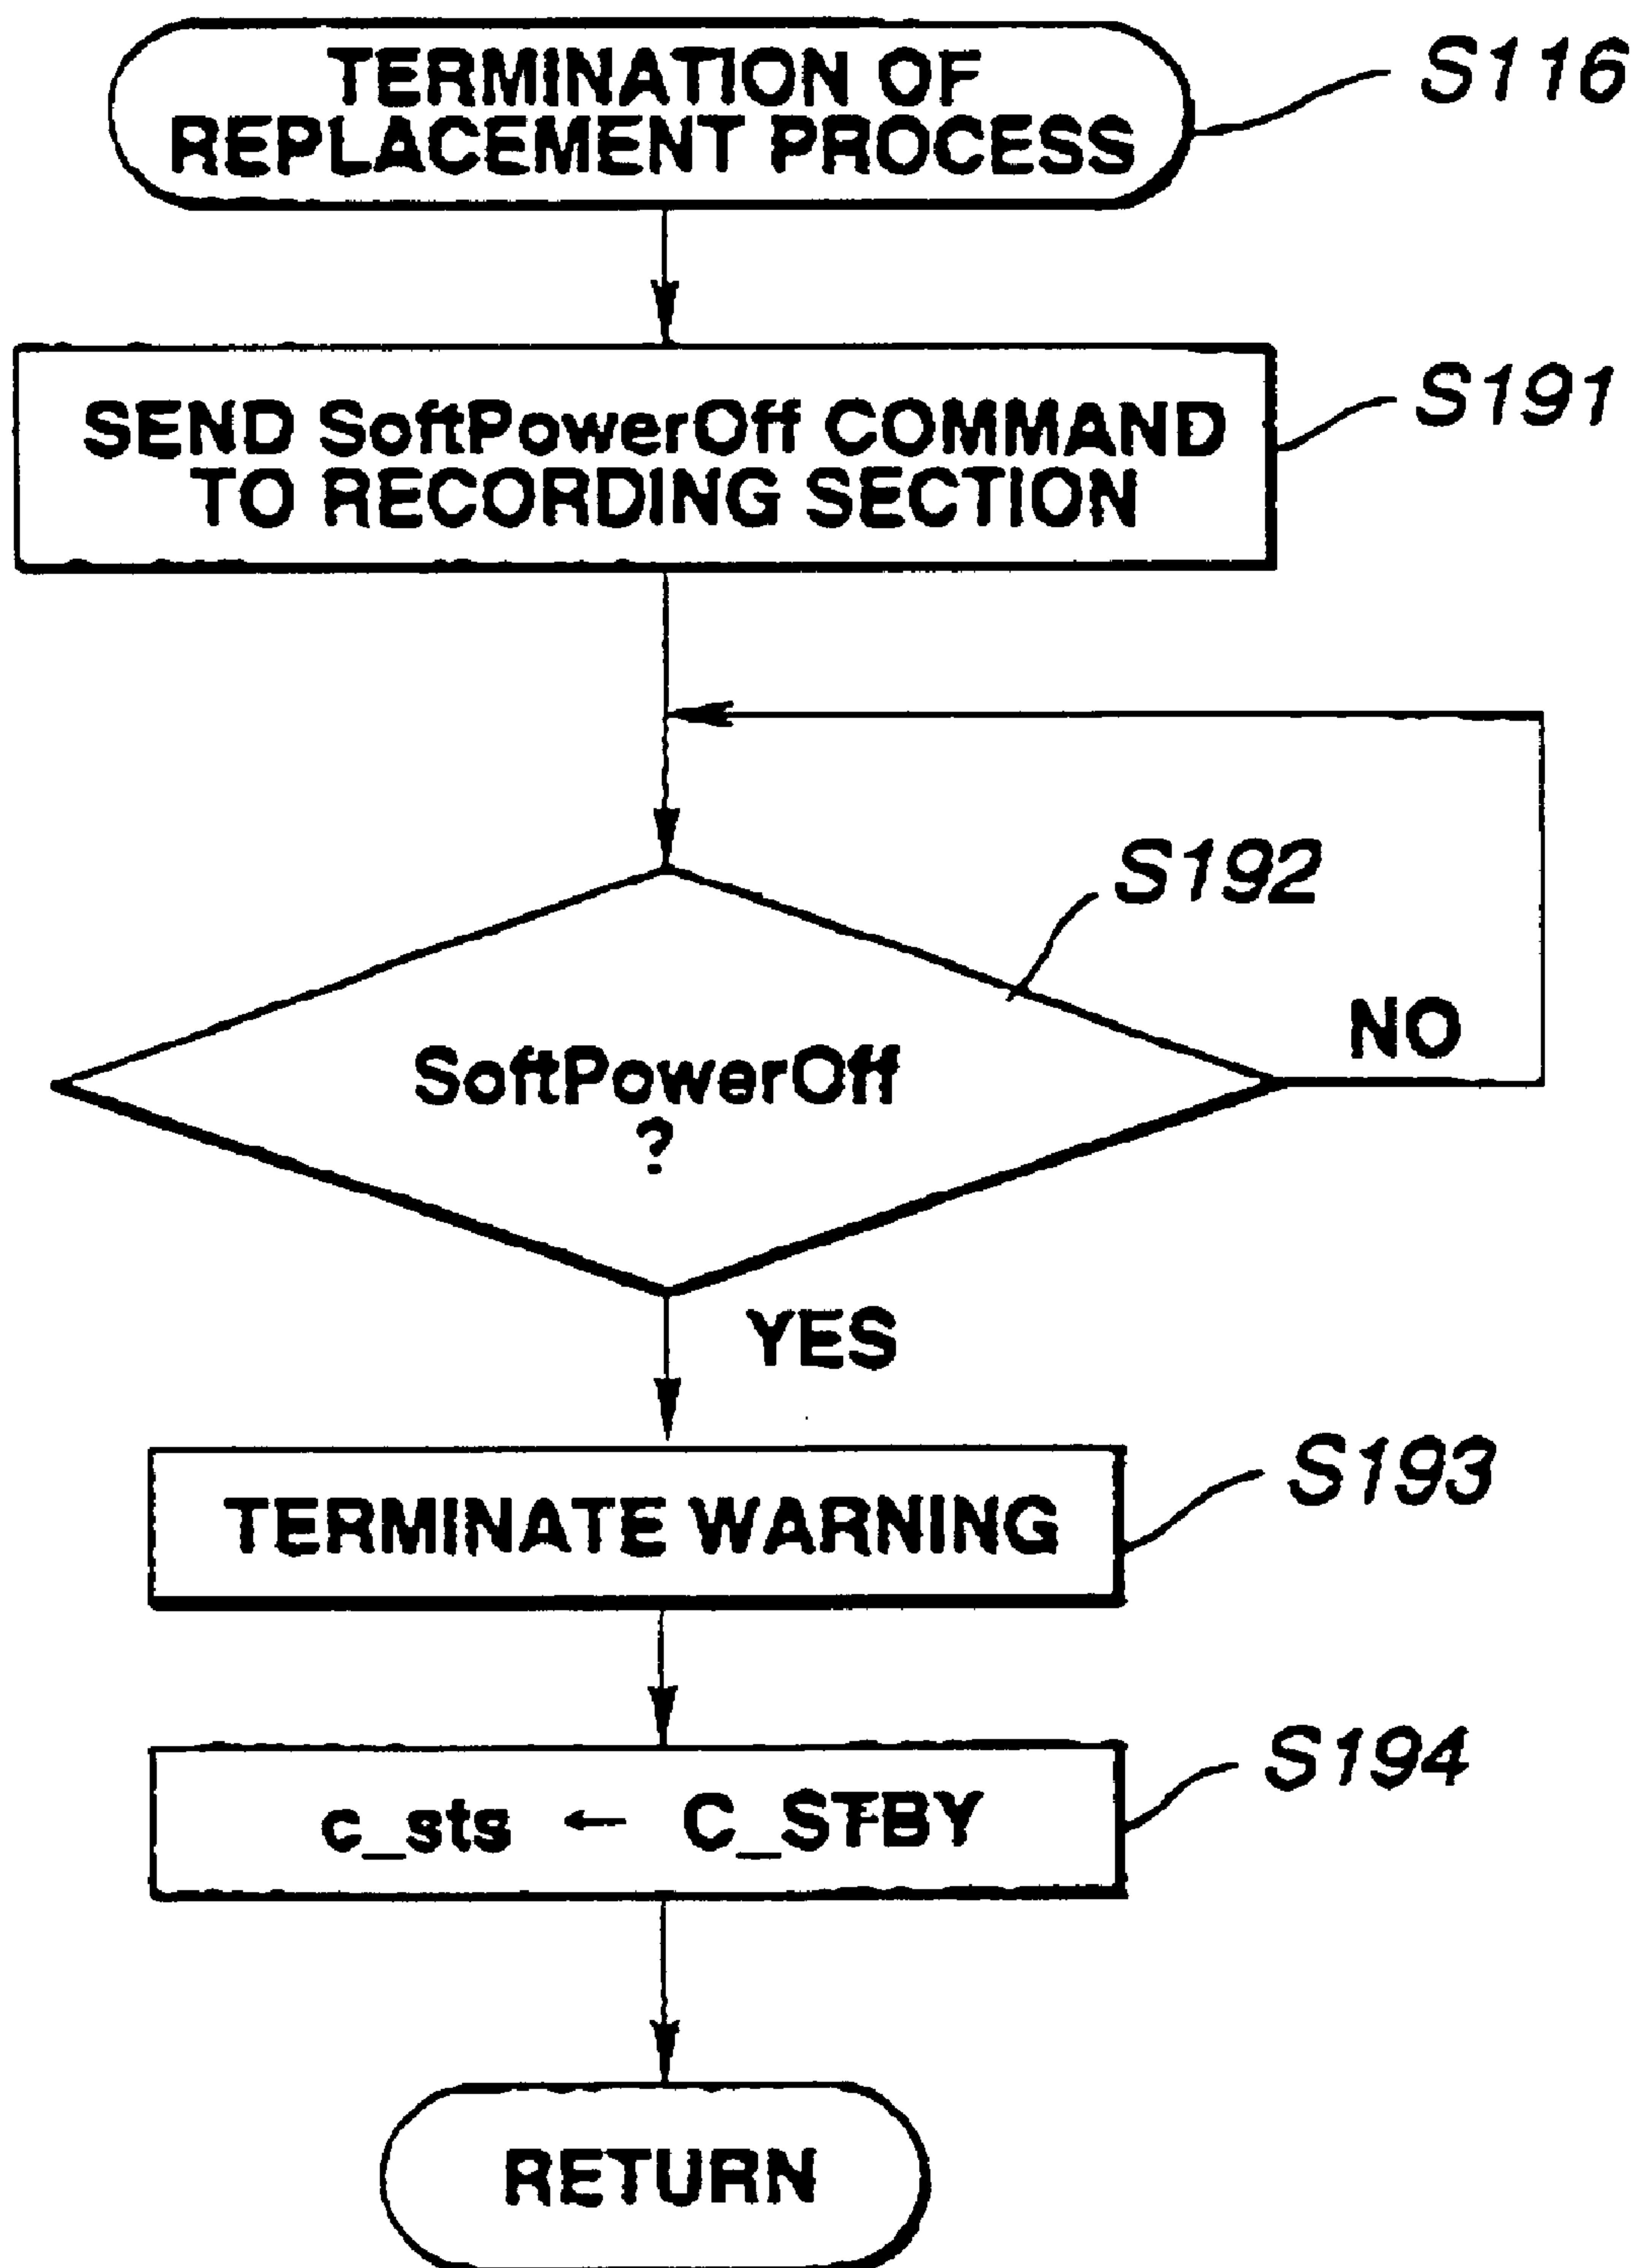 TERMINATION OF
REPLACEMENT PROCESS
S116
SEND SoftPowerOff COMMAND
TO RECORDING SECTION
S191
S192
SoftPowerOff
?
NO
YES
TERMINATE WARNING
S193
c_sts ← C_STBY
S194
RETURN